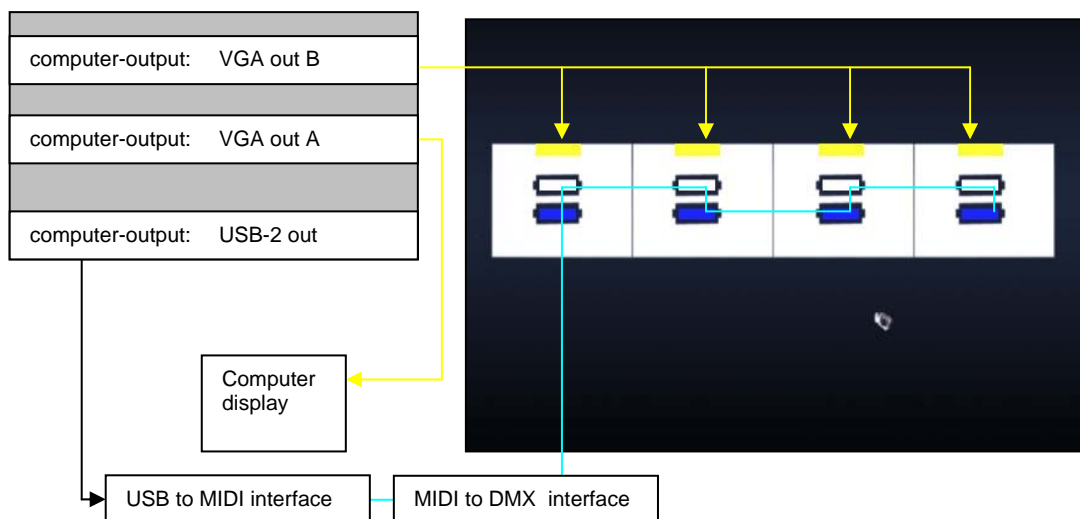 computer-output: VGA out B
computer-output: VGA out A
computer-output: USB-2 out
Computer
display
USB to MIDI interface
MIDI to DMX interface